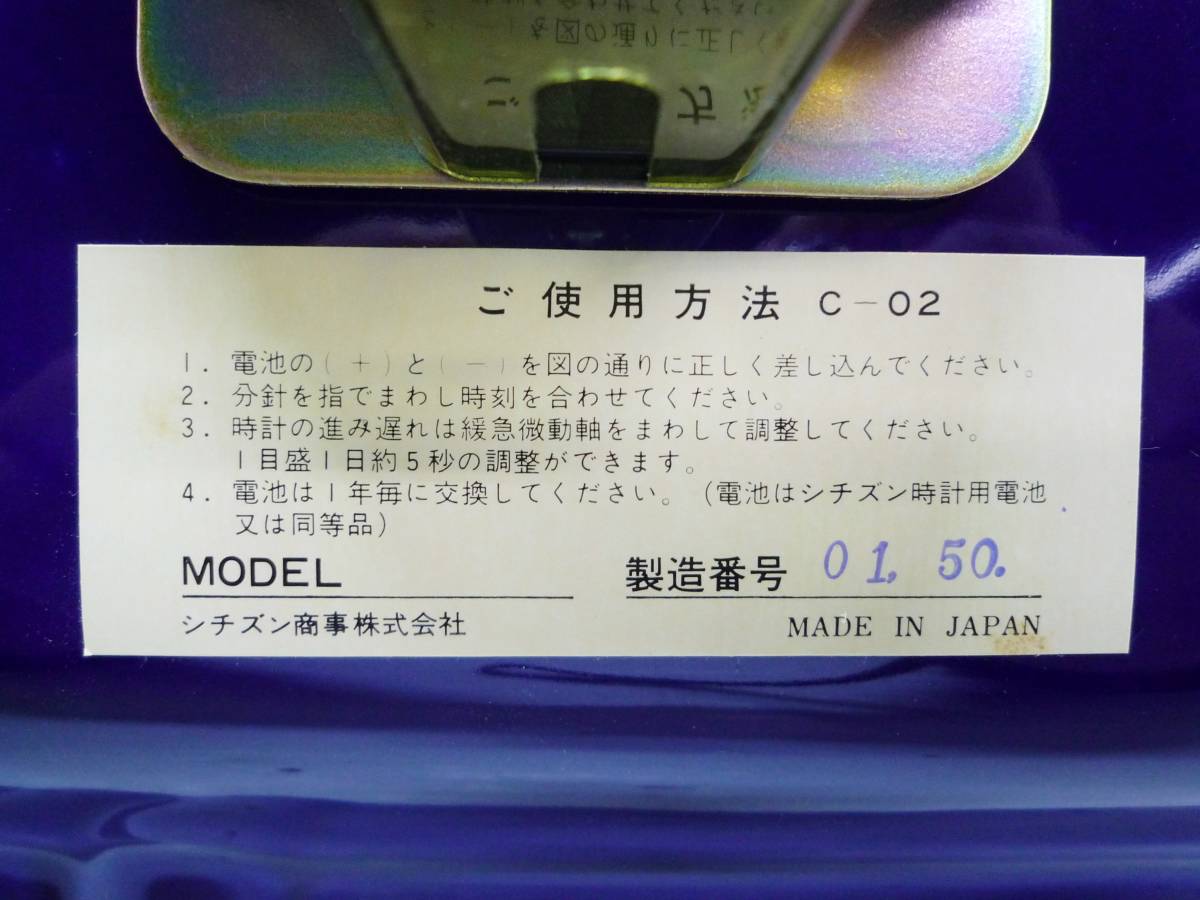 ご使用方法 C-02
1. 電池の(+)と(-)を図の通りに正しく差し込んでください。
2. 分針を指でまわし時刻を合わせてください。
3. 時計の進み遅れは緩急微動軸をまわして調整してください。
1目盛1日約5秒の調整ができます。
4. 電池は1年毎に交換してください。(電池はシチズン時計用電池
又は同等品)
MODEL 製造番号 01, 50.
シチズン商事株式会社 MADE IN JAPAN